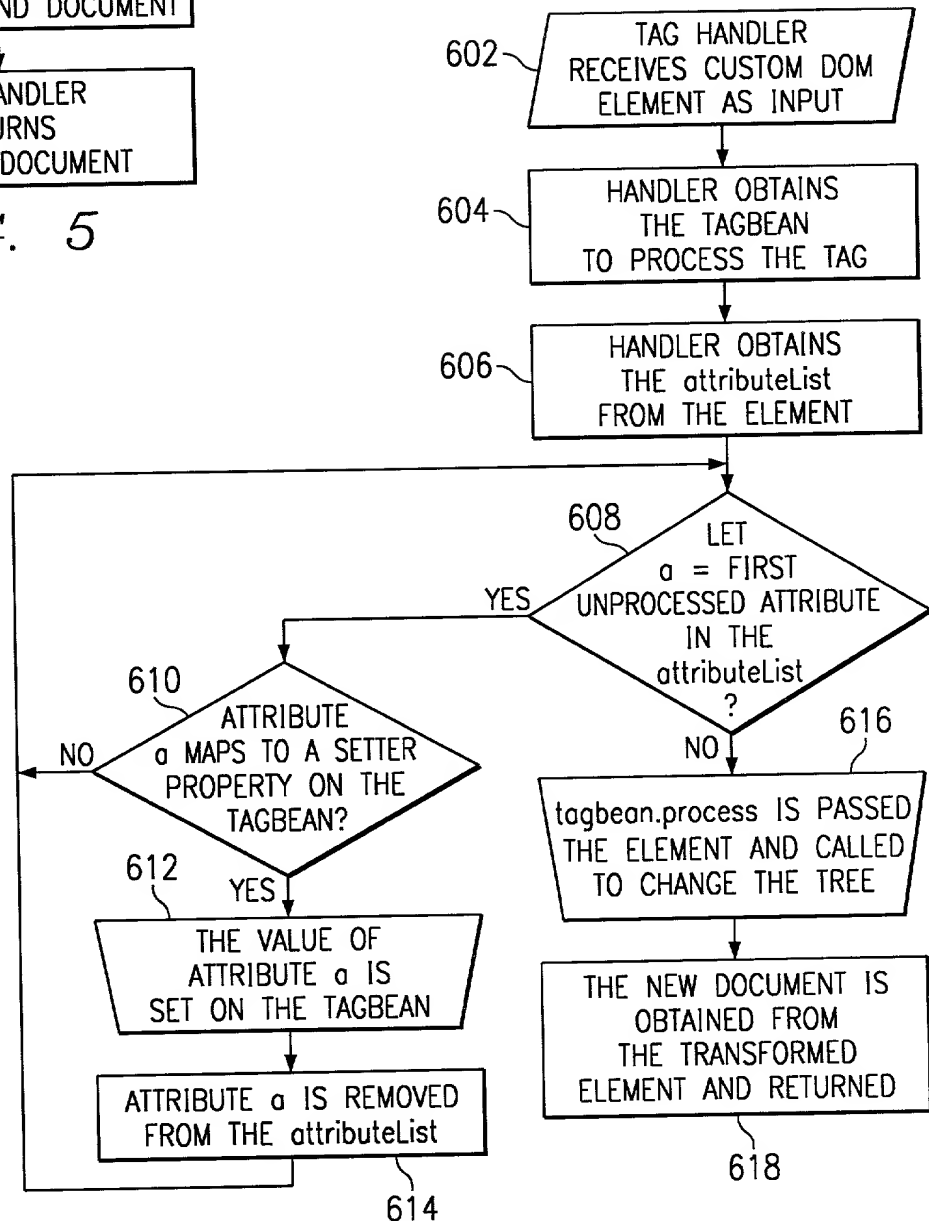 ND DOCUMENT
ANDLER
URNS
DOCUMENT
5
602
TAG HANDLER
RECEIVES CUSTOM DOM
ELEMENT AS INPUT
604
HANDLER OBTAINS
THE TAGBEAN
TO PROCESS THE TAG
606
HANDLER OBTAINS
THE attributeList
FROM THE ELEMENT
608
LET
a = FIRST
UNPROCESSED ATTRIBUTE
IN THE
attributeList
?
YES
NO
610
ATTRIBUTE
a MAPS TO A SETTER
PROPERTY ON THE
TAGBEAN?
NO
YES
612
THE VALUE OF
ATTRIBUTE a IS
SET ON THE TAGBEAN
ATTRIBUTE a IS REMOVED
FROM THE attributeList
614
616
tagbean.process IS PASSED
THE ELEMENT AND CALLED
TO CHANGE THE TREE
THE NEW DOCUMENT IS
OBTAINED FROM
THE TRANSFORMED
ELEMENT AND RETURNED
618